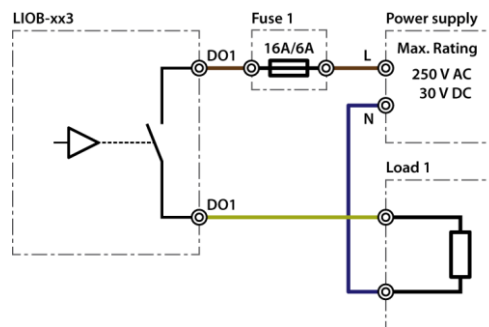 LIOB-xx3
Fuse 1
Power supply
DO1
16A/6A
L
Max. Rating
250 V AC
30 V DC
N
Load 1
DO1